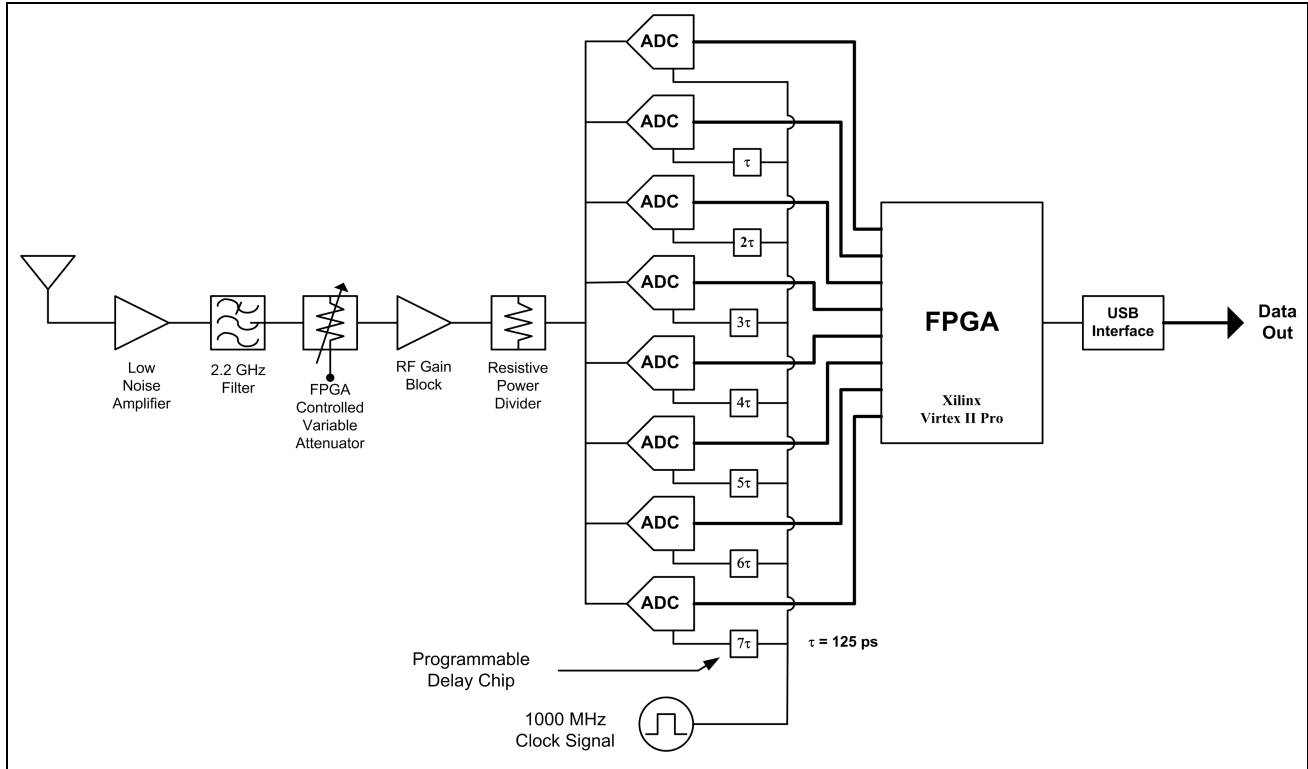 ADC
ADC
τ
ADC
2τ
ADC
3τ
ADC
4τ
ADC
5τ
ADC
6τ
ADC
7τ
τ = 125 ps
Low
Noise
Amplifier
2.2 GHz
Filter
FPGA
Controlled
Variable
Attenuator
RF Gain
Block
Resistive
Power
Divider
FPGA
Xilinx
Virtex II Pro
USB
Interface
Data
Out
Programmable
Delay Chip
1000 MHz
Clock Signal